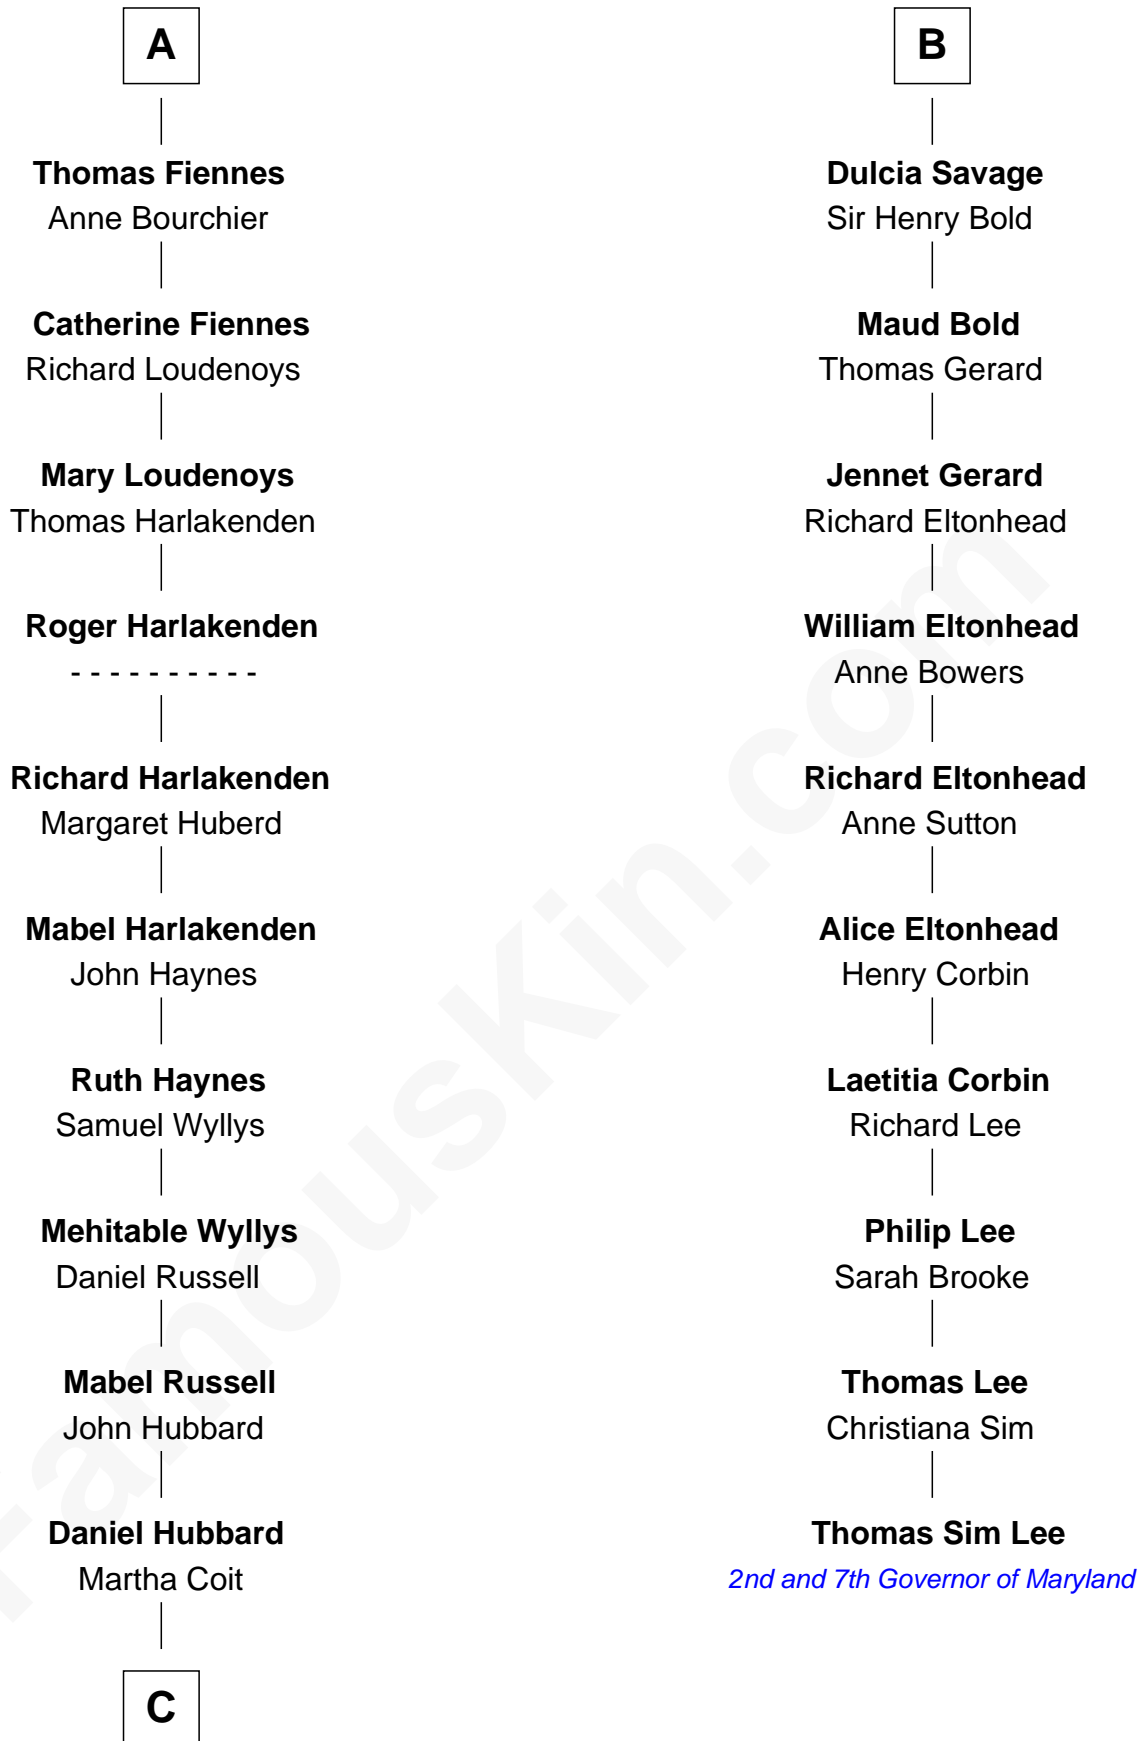 A
Thomas Fiennes
Anne Bourchier
Catherine Fiennes
Richard Loudenoys
Mary Loudenoys
Thomas Harlakenden
Roger Harlakenden
- - - - - - - - - -
Richard Harlakenden
Margaret Huberd
Mabel Harlakenden
John Haynes
Ruth Haynes
Samuel Wyllys
Mehitable Wyllys
Daniel Russell
Mabel Russell
John Hubbard
Daniel Hubbard
Martha Coit
C
B
Dulcia Savage
Sir Henry Bold
Maud Bold
Thomas Gerard
Jennet Gerard
Richard Eltonhead
William Eltonhead
Anne Bowers
Richard Eltonhead
Anne Sutton
Alice Eltonhead
Henry Corbin
Laetitia Corbin
Richard Lee
Philip Lee
Sarah Brooke
Thomas Lee
Christiana Sim
Thomas Sim Lee
2nd and 7th Governor of Maryland
FamousKin.com